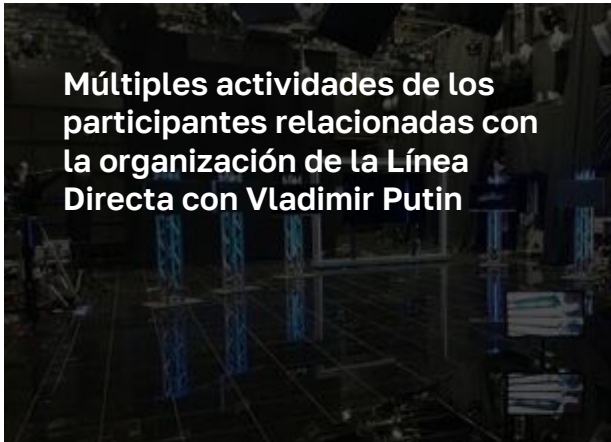 Múltiples actividades de los
participantes relacionadas con
la organización de la Línea
Directa con Vladimir Putin